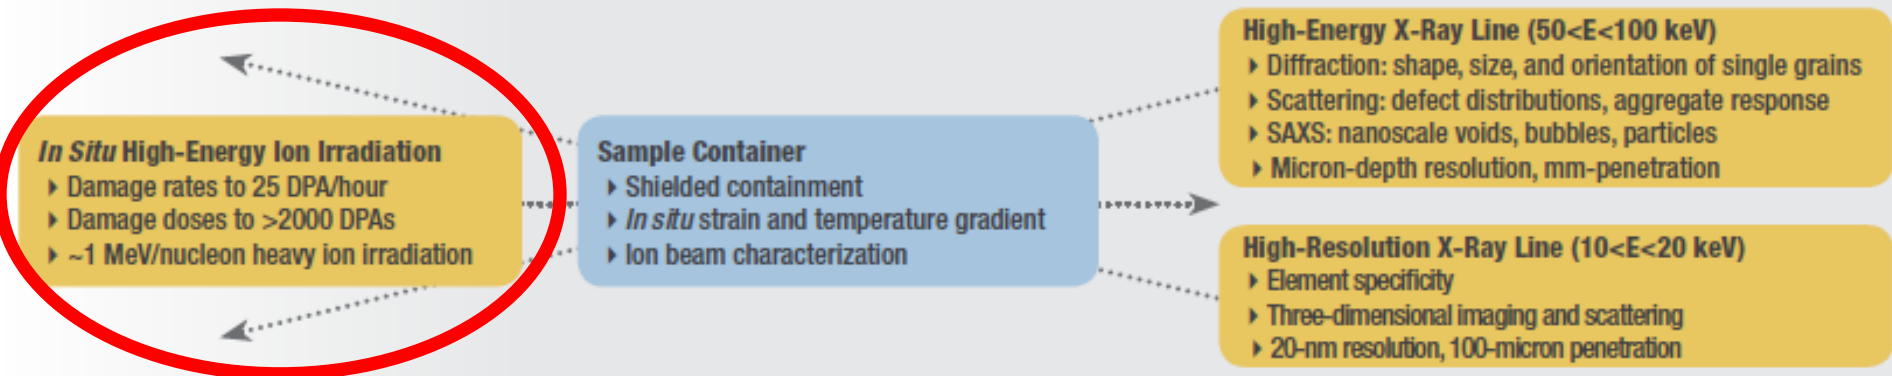 In Situ High-Energy Ion Irradiation
‣ Damage rates to 25 DPA/hour
‣ Damage doses to >2000 DPAs
‣ ~1 MeV/nucleon heavy ion irradiation
Sample Container
‣ Shielded containment
‣ In situ strain and temperature gradient
‣ Ion beam characterization
High-Energy X-Ray Line (50<E<100 keV)
‣ Diffraction: shape, size, and orientation of single grains
‣ Scattering: defect distributions, aggregate response
‣ SAXS: nanoscale voids, bubbles, particles
‣ Micron-depth resolution, mm-penetration
High-Resolution X-Ray Line (10<E<20 keV)
‣ Element specificity
‣ Three-dimensional imaging and scattering
‣ 20-nm resolution, 100-micron penetration